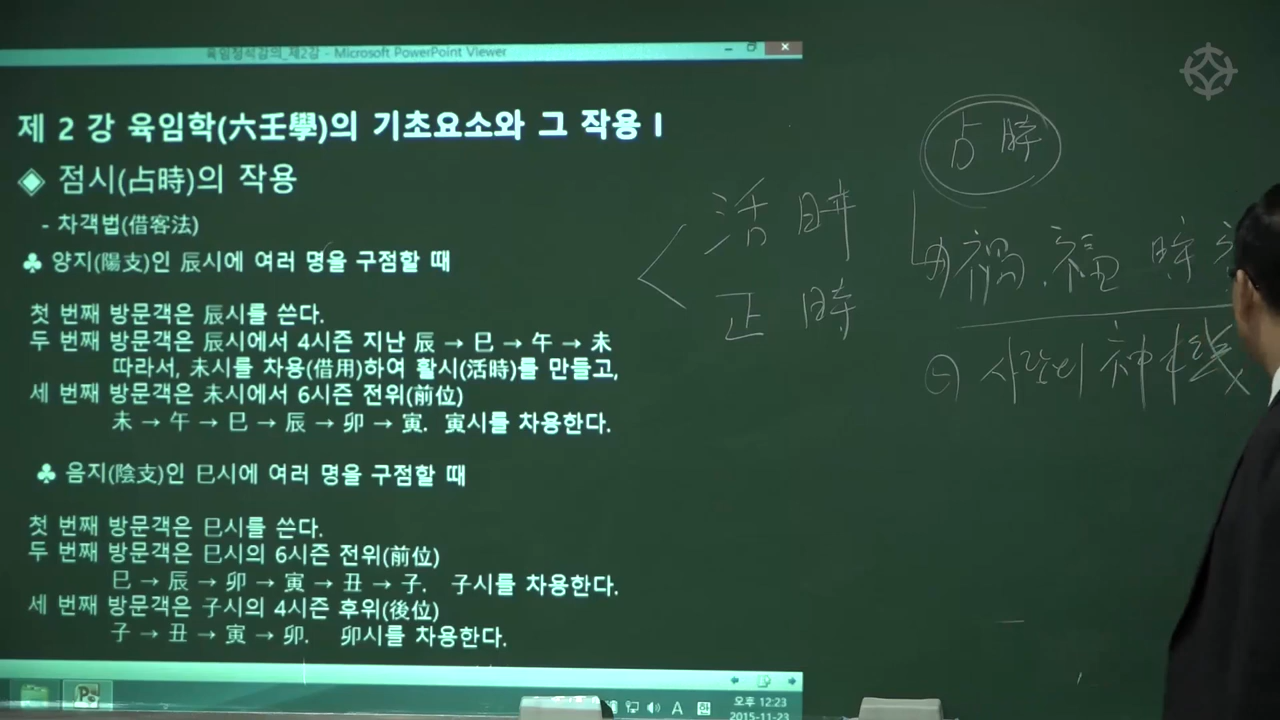 육임정석강의_제2강 - Microsoft PowerPoint Viewer
제 2 강 육임학(六壬學)의 기초요소와 그 작용 I
◈ 점시(占時)의 작용
- 차객법(借客法)
♣ 양지(陽支)인 辰시에 여러 명을 구점할 때
첫 번째 방문객은 辰시를 쓴다.
두 번째 방문객은 辰시에서 4시즌 지난 辰 → 巳 → 午 → 未
따라서, 未시를 차용(借用)하여 활시(活時)를 만들고,
세 번째 방문객은 未시에서 6시즌 전위(前位)
未 → 午 → 巳 → 辰 → 卯 → 寅. 寅시를 차용한다.
♣ 음지(陰支)인 巳시에 여러 명을 구점할 때
첫 번째 방문객은 巳시를 쓴다.
두 번째 방문객은 巳시의 6시즌 전위(前位)
巳 → 辰 → 卯 → 寅 → 丑 → 子. 子시를 차용한다.
세 번째 방문객은 子시의 4시즌 후위(後位)
子 → 丑 → 寅 → 卯. 卯시를 차용한다.
A
오후 12:23
2015-11-23
活時
正時
占時
禍.福 時
神機